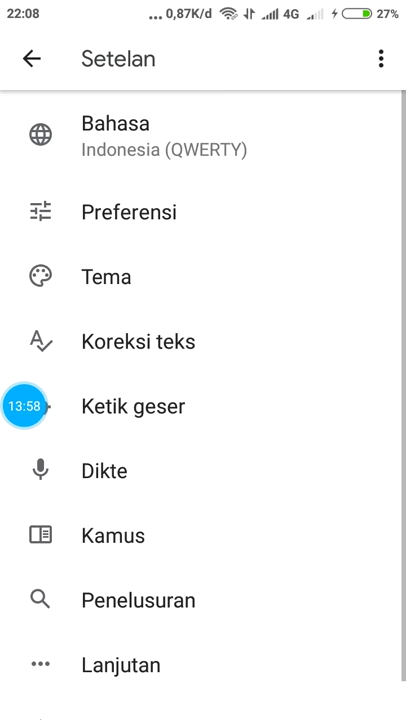 22:08 ... 0,87K/d 4G 27%
Setelan
Bahasa
Indonesia (QWERTY)
Preferensi
Tema
Koreksi teks
13:58 Ketik geser
Dikte
Kamus
Penelusuran
Lanjutan